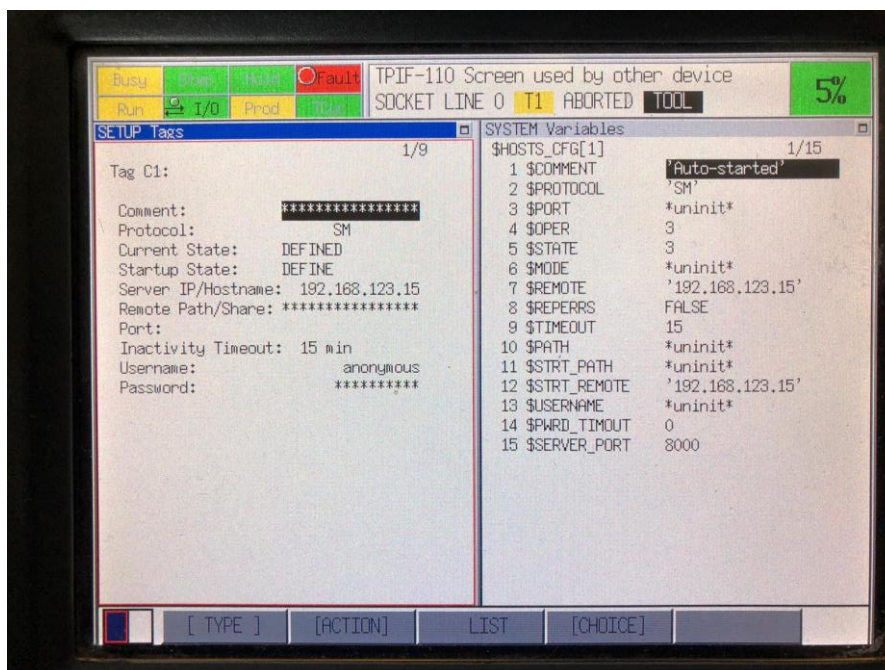 Busy Step Hold Fault
Run I/O Prod
TPIF-110 Screen used by other device
SOCKET LINE 0 T1 ABORTED TOOL
5%
SETUP Tags
1/9
Tag C1:
Comment: ****************
Protocol: SM
Current State: DEFINED
Startup State: DEFINE
Server IP/Hostname: 192.168.123.15
Remote Path/Share: ****************
Port:
Inactivity Timeout: 15 min
Username: anonymous
Password: **********
SYSTEM Variables
$HOSTS_CFG[1] 1/15
1 $COMMENT 'Auto-started'
2 $PROTOCOL 'SM'
3 $PORT *uninit*
4 $OPER 3
5 $STATE 3
6 $MODE *uninit*
7 $REMOTE '192.168.123.15'
8 $REPERRS FALSE
9 $TIMEOUT 15
10 $PATH *uninit*
11 $STRT_PATH *uninit*
12 $STRT_REMOTE '192.168.123.15'
13 $USERNAME *uninit*
14 $PWRD_TIMOUT 0
15 $SERVER_PORT 8000
[ TYPE ] [ACTION] LIST [CHOICE]